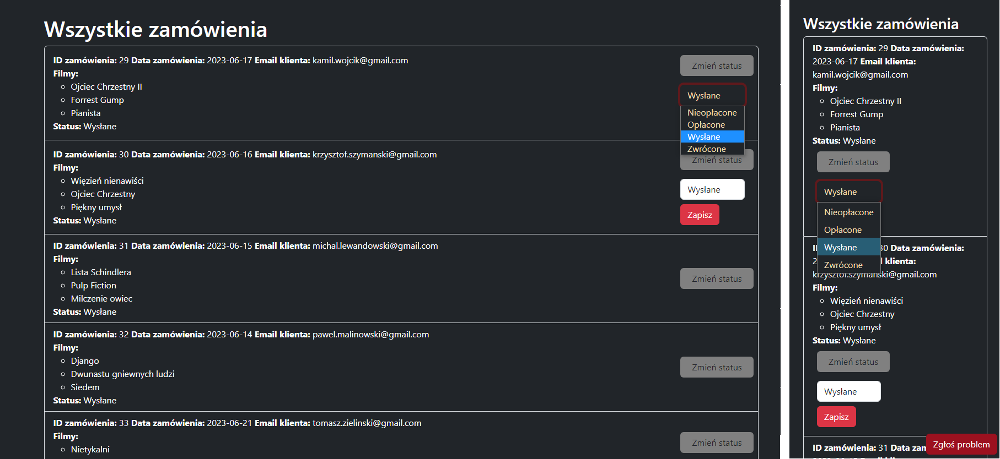 Wszystkie zamówienia
ID zamówienia: 29 Data zamówienia: 2023-06-17 Email klienta: kamil.wojcik@gmail.com
Filmy:
Ojciec Chrzestny II
Forrest Gump
Pianista
Status: Wysłane
Zmień status
Wysłane
Nieopłacone
Opłacone
Wysłane
Zwrócone
ID zamówienia: 30 Data zamówienia: 2023-06-16 Email klienta: krzysztof.szymanski@gmail.com
Filmy:
Więzień nienawiści
Ojciec Chrzestny
Piękny umysł
Status: Wysłane
Zmień status
Wysłane
Zapisz
ID zamówienia: 31 Data zamówienia: 2023-06-15 Email klienta: michal.lewandowski@gmail.com
Filmy:
Lista Schindlera
Pulp Fiction
Milczenie owiec
Status: Wysłane
Zmień status
ID zamówienia: 32 Data zamówienia: 2023-06-14 Email klienta: pawel.malinowski@gmail.com
Filmy:
Django
Dwunastu gniewnych ludzi
Siedem
Status: Wysłane
Zmień status
ID zamówienia: 33 Data zamówienia: 2023-06-21 Email klienta: tomasz.zielinski@gmail.com
Filmy:
Nietykalni
Zmień status
Wszystkie zamówienia
ID zamówienia: 29 Data zamówienia:
2023-06-17 Email klienta:
kamil.wojcik@gmail.com
Filmy:
Ojciec Chrzestny II
Forrest Gump
Pianista
Status: Wysłane
Zmień status
Wysłane
Nieopłacone
Opłacone
Wysłane
Zwrócone
30 Data zamówienia:
klienta:
krzysztof.szymanski@gmail.com
Filmy:
Więzień nienawiści
Ojciec Chrzestny
Piękny umysł
Status: Wysłane
Zmień status
Wysłane
Zapisz
ID zamówienia: 31 Data
Zgłoś problem